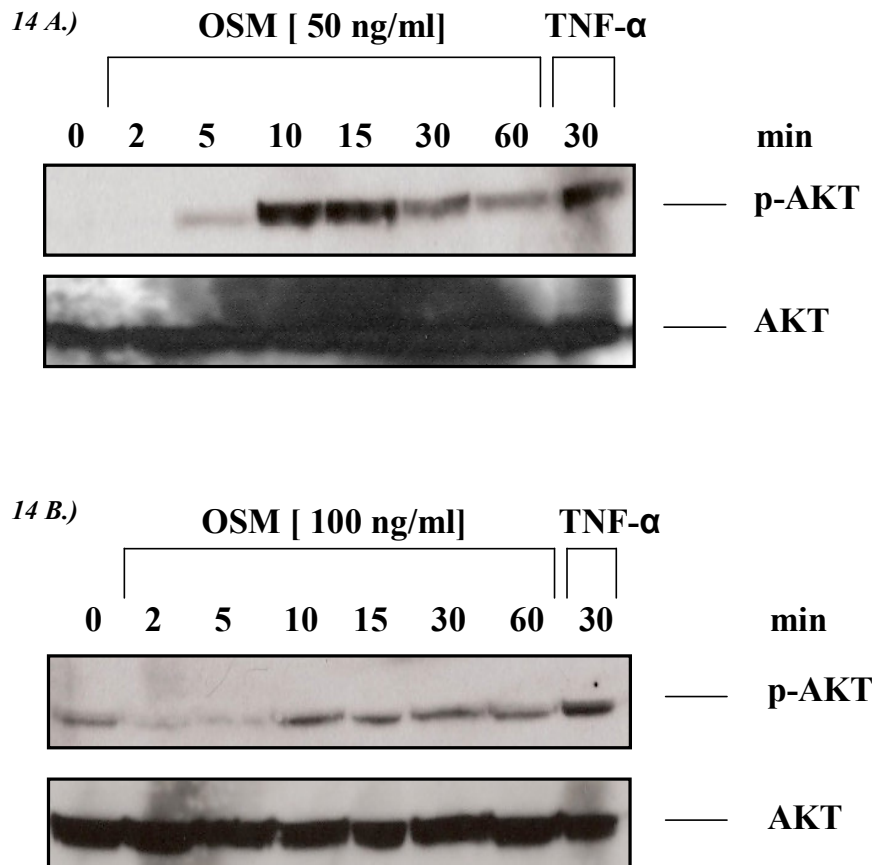 14 A.)
OSM [ 50 ng/ml] TNF-α
0 2 5 10 15 30 60 30 min
p-AKT
AKT
14 B.)
OSM [ 100 ng/ml] TNF-α
0 2 5 10 15 30 60 30 min
p-AKT
AKT